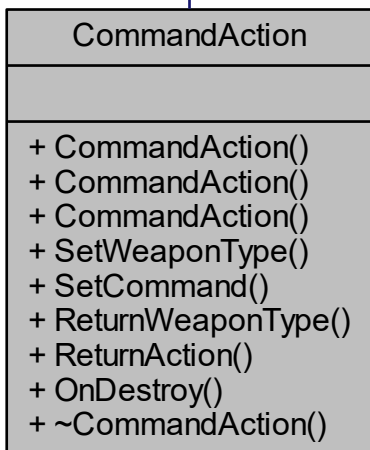 CommandAction
+ CommandAction()
+ CommandAction()
+ CommandAction()
+ SetWeaponType()
+ SetCommand()
+ ReturnWeaponType()
+ ReturnAction()
+ OnDestroy()
+ ~CommandAction()